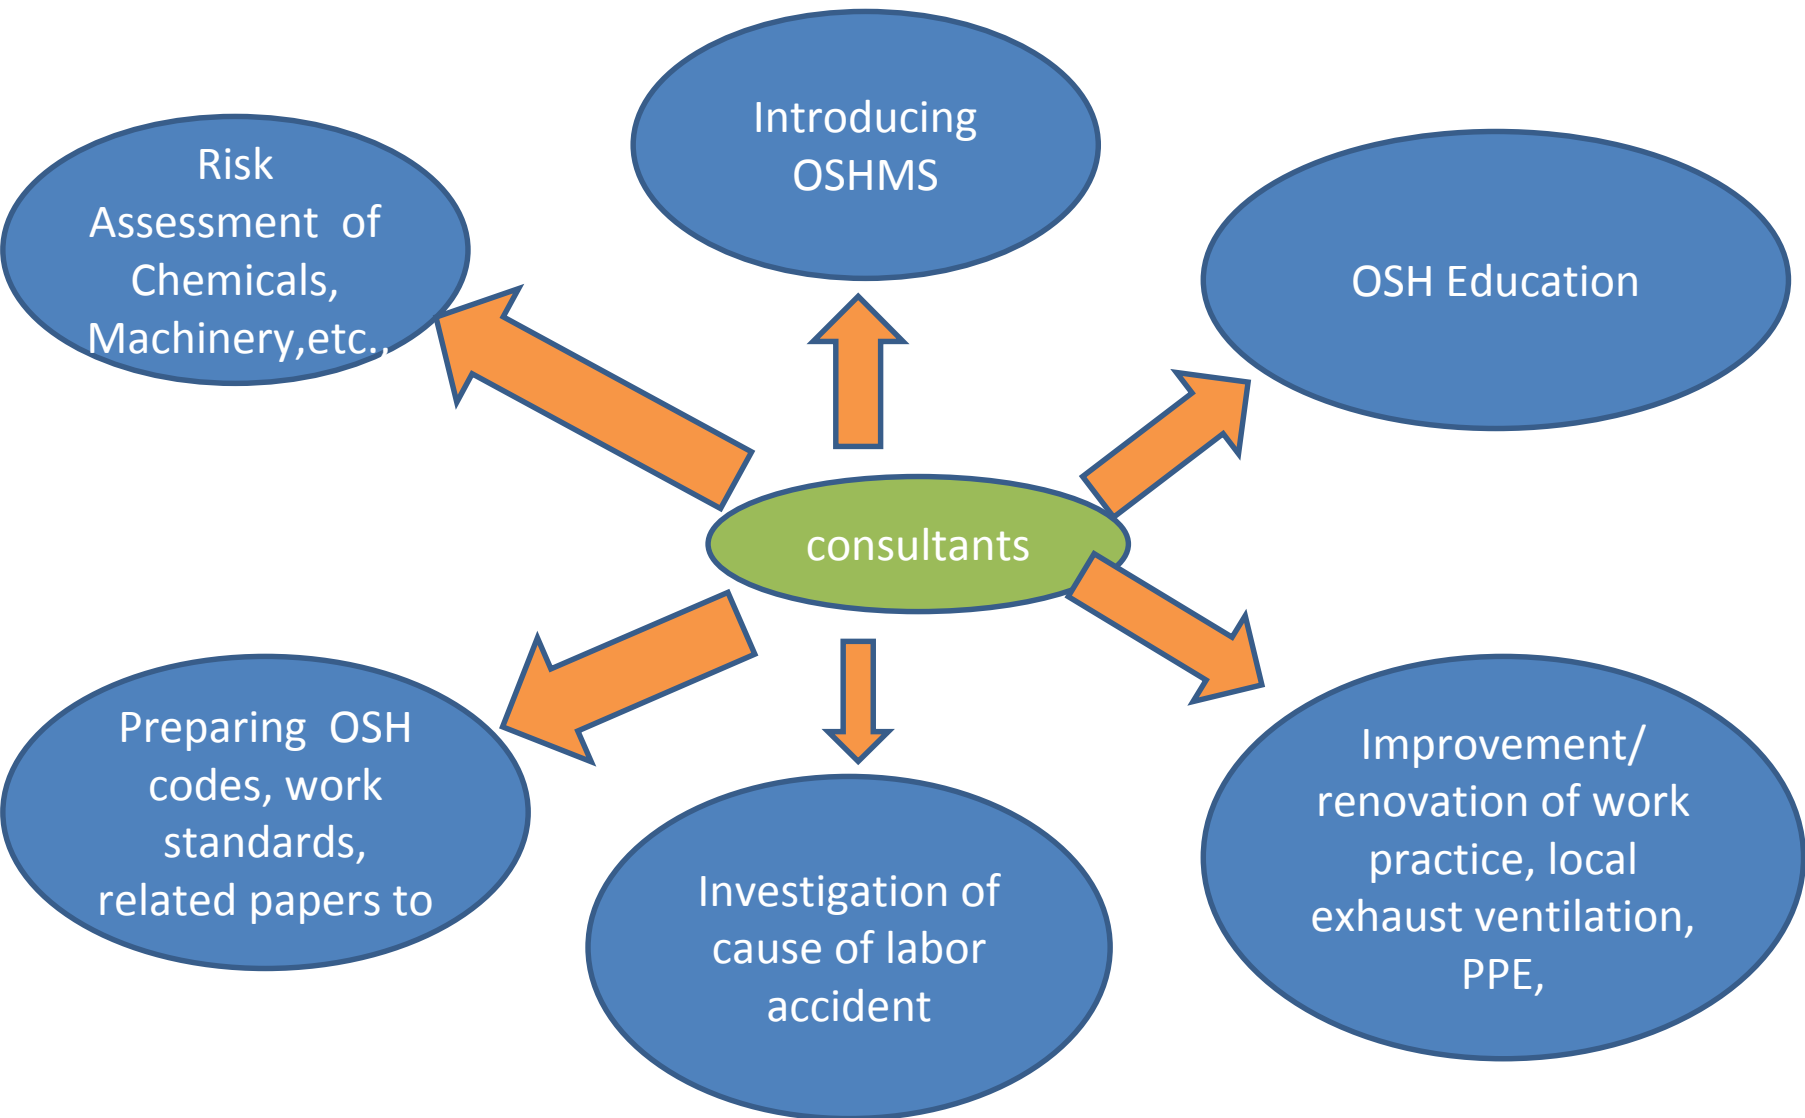 Introducing
OSHMS
Risk
Assessment  of
Chemicals,
Machinery,etc.,
OSH Education
consultants
Preparing  OSH
codes, work
standards,
related papers to
Investigation of
cause of labor
accident
Improvement/
renovation of work
practice, local
exhaust ventilation,
PPE,